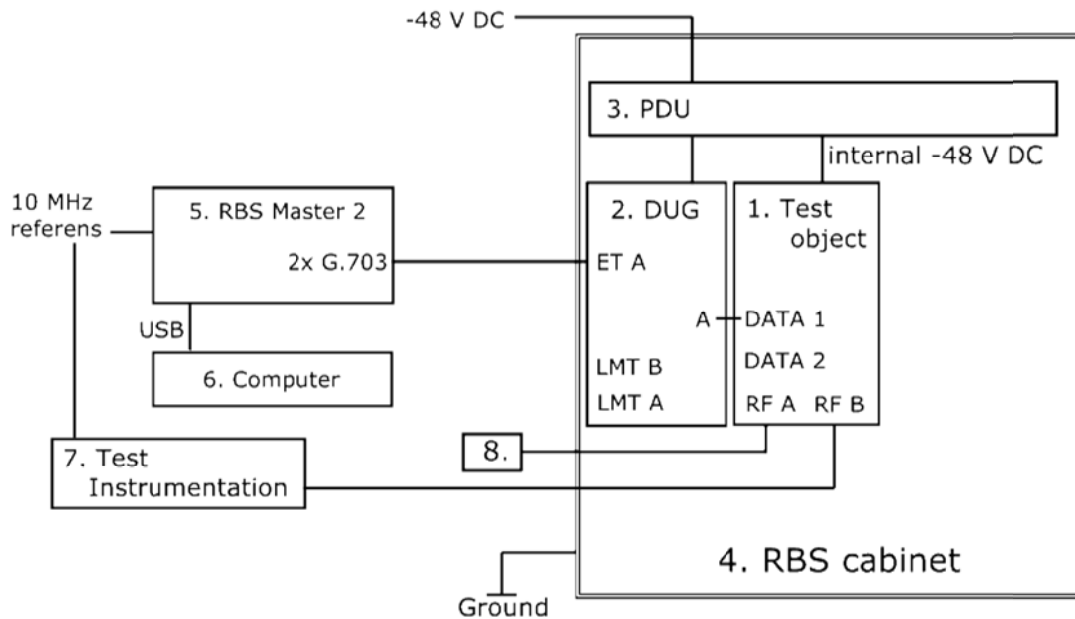 -48 V DC
3. PDU
internal -48 V DC
10 MHz
referens
5. RBS Master 2
2x G.703
USB
6. Computer
7. Test
Instrumentation
2. DUG
ET A
A
LMT B
LMT A
1. Test
object
DATA 1
DATA 2
RF A RF B
8.
4. RBS cabinet
Ground